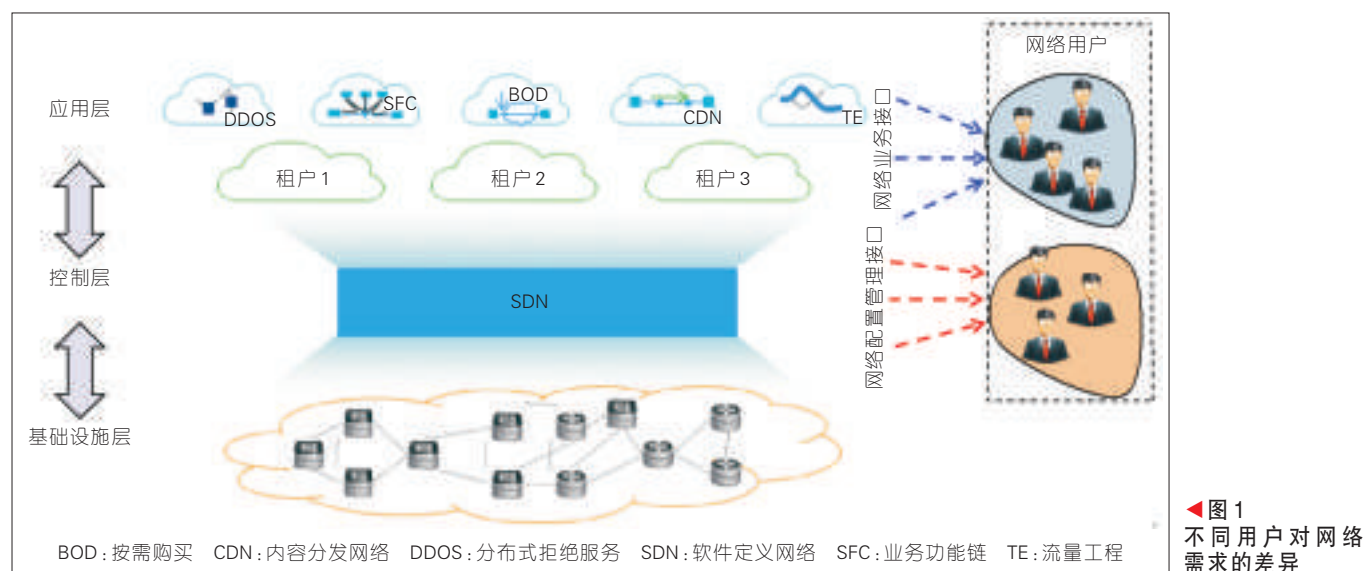 网络用户
应用层
DDOS
SFC
BOD
CDN
TE
网络业务接口
租户1
租户2
租户3
控制层
SDN
网络配置管理接口
基础设施层
BOD:按需购买 CDN:内容分发网络 DDOS:分布式拒绝服务 SDN:软件定义网络 SFC:业务功能链 TE:流量工程
◀图1
不同用户对网络
需求的差异